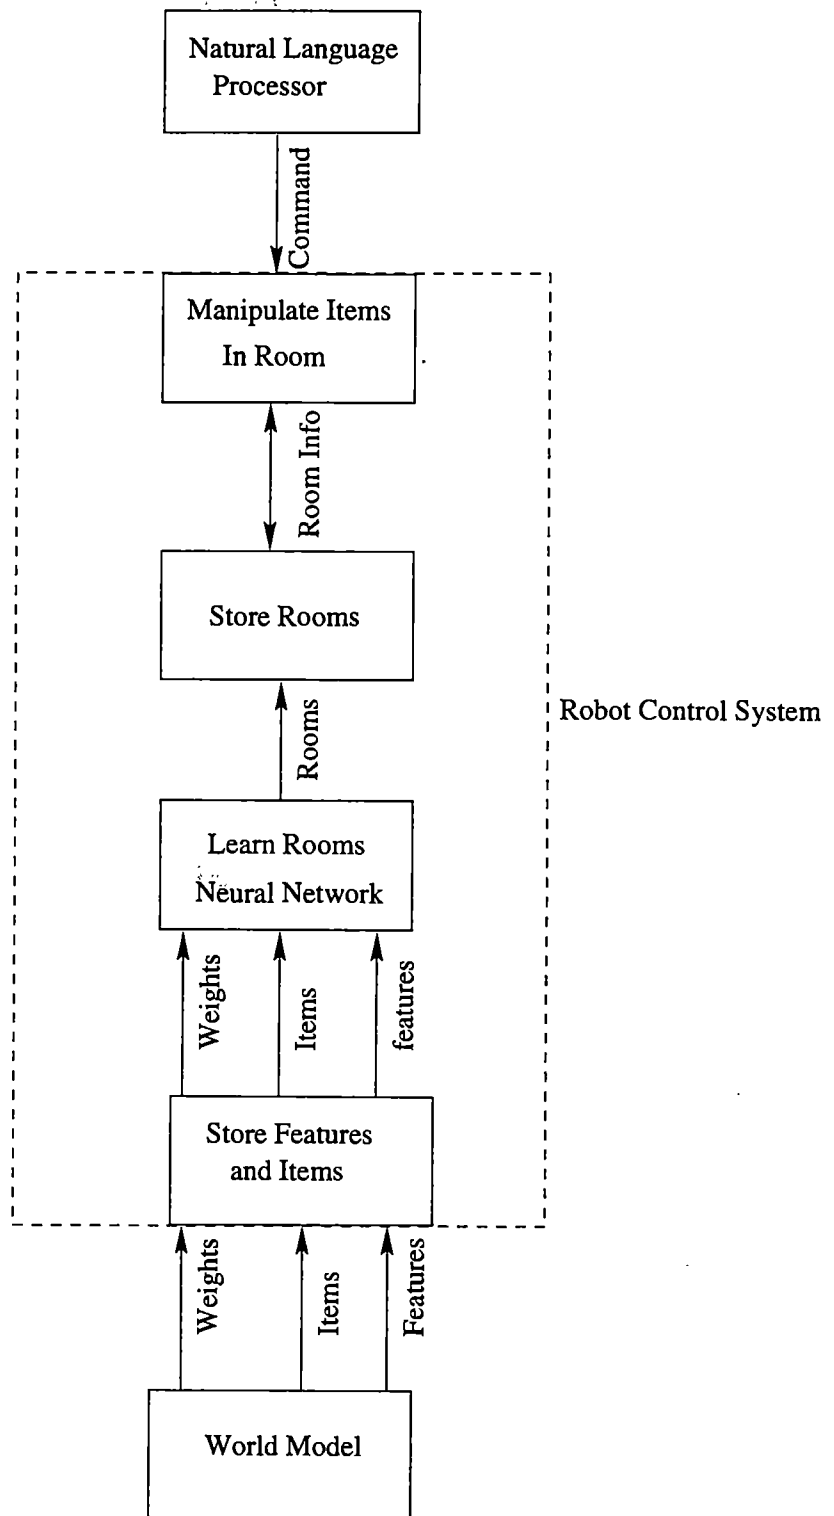 Natural Language
Processor
Command
Manipulate Items
In Room
Room Info
Store Rooms
Robot Control System
Rooms
Learn Rooms
Neural Network
Weights
Items
features
Store Features
and Items
Weights
Items
Features
World Model